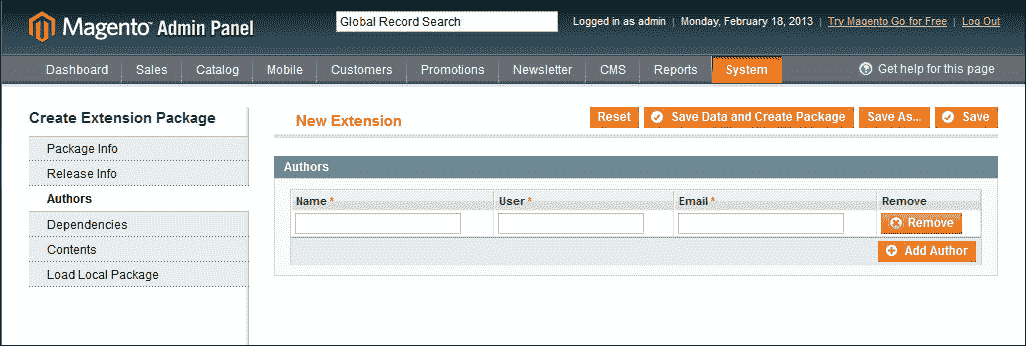 Magento™ Admin Panel
Global Record Search
Logged in as admin | Monday, February 18, 2013 | Try Magento Go for Free | Log Out
Dashboard Sales Catalog Mobile Customers Promotions Newsletter CMS Reports System Get help for this page
Create Extension Package
Package Info
Release Info
Authors
Dependencies
Contents
Load Local Package
New Extension
Reset Save Data and Create Package Save As... Save
Authors
Name * User * Email * Remove
Remove
Add Author